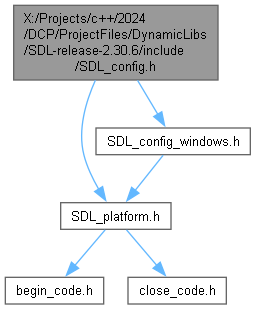 X:/Projects/c++/2024
/DCP/ProjectFiles/DynamicLibs
/SDL-release-2.30.6/include
/SDL_config.h
SDL_config_windows.h
SDL_platform.h
begin_code.h
close_code.h